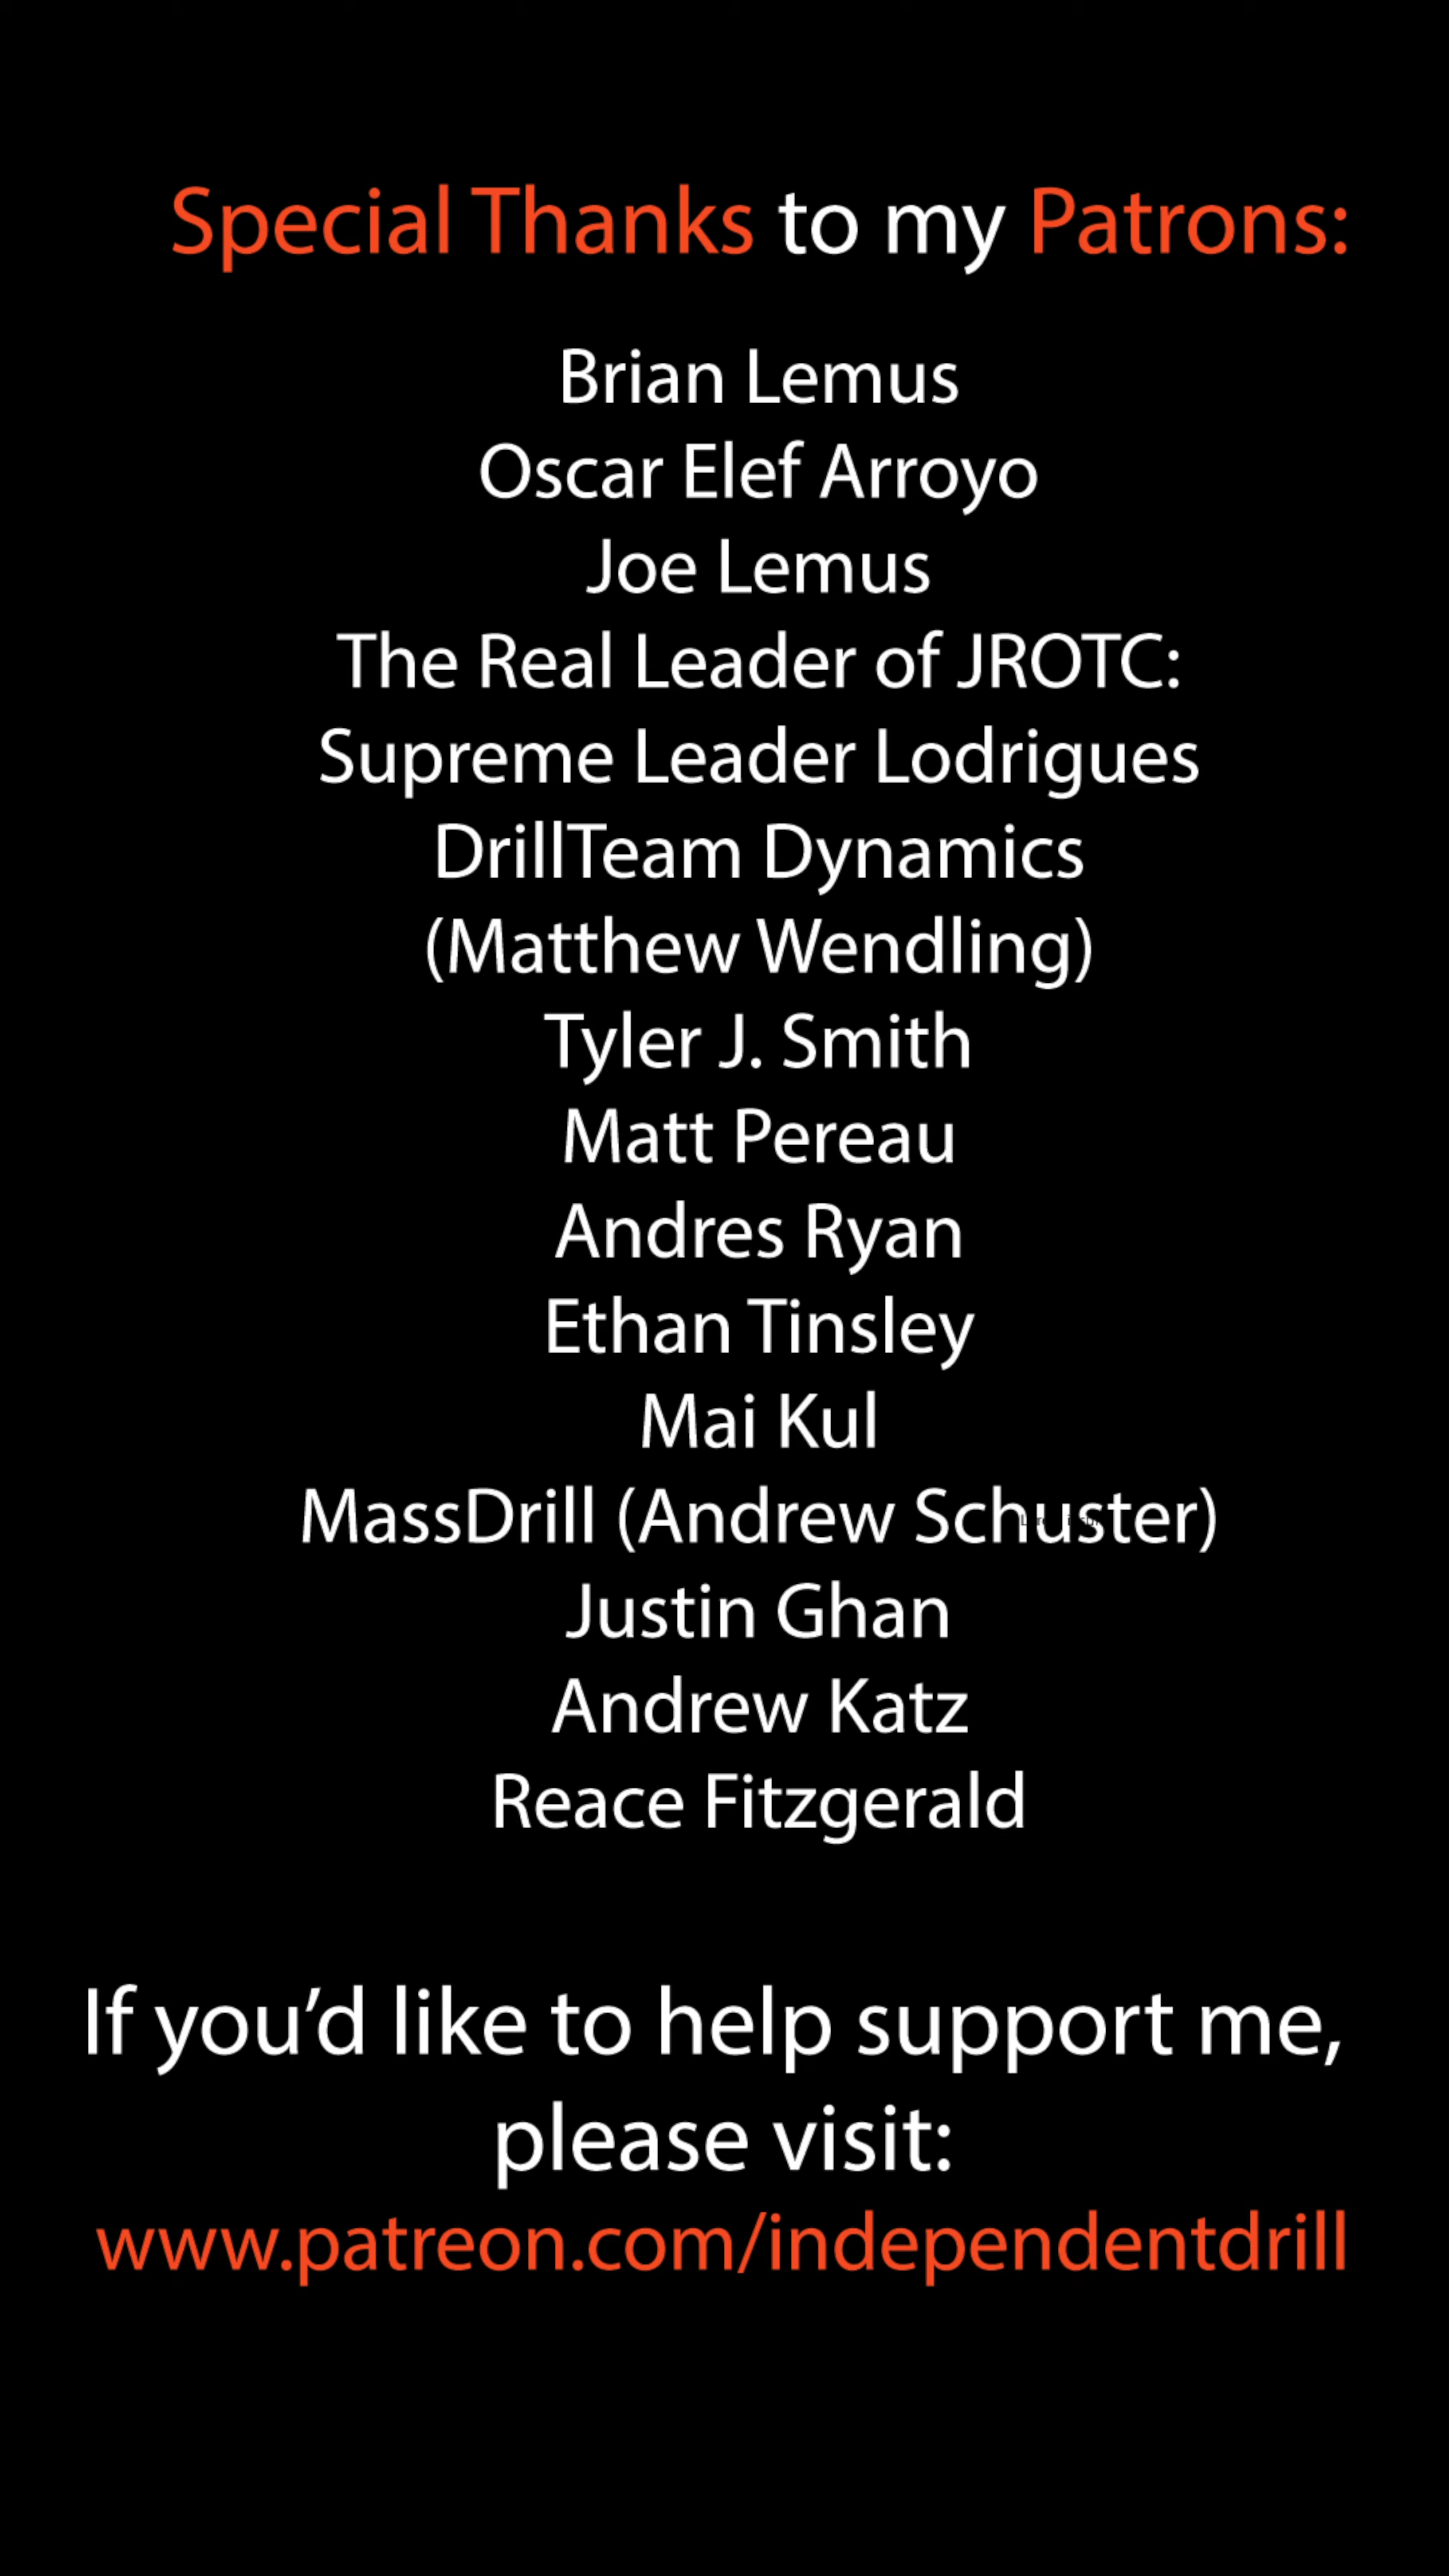 Special Thanks to my Patrons:
Brian Lemus
Oscar Elef Arroyo
Joe Lemus
The Real Leader of JROTC:
Supreme Leader Lodrigues
DrillTeam Dynamics
(Matthew Wendling)
Tyler J. Smith
Matt Pereau
Andres Ryan
Ethan Tinsley
Mai Kul
MassDrill (Andrew Schuster)
Justin Ghan
Andrew Katz
Reace Fitzgerald
If you’d like to help support me,
please visit:
www.patreon.com/independentdrill